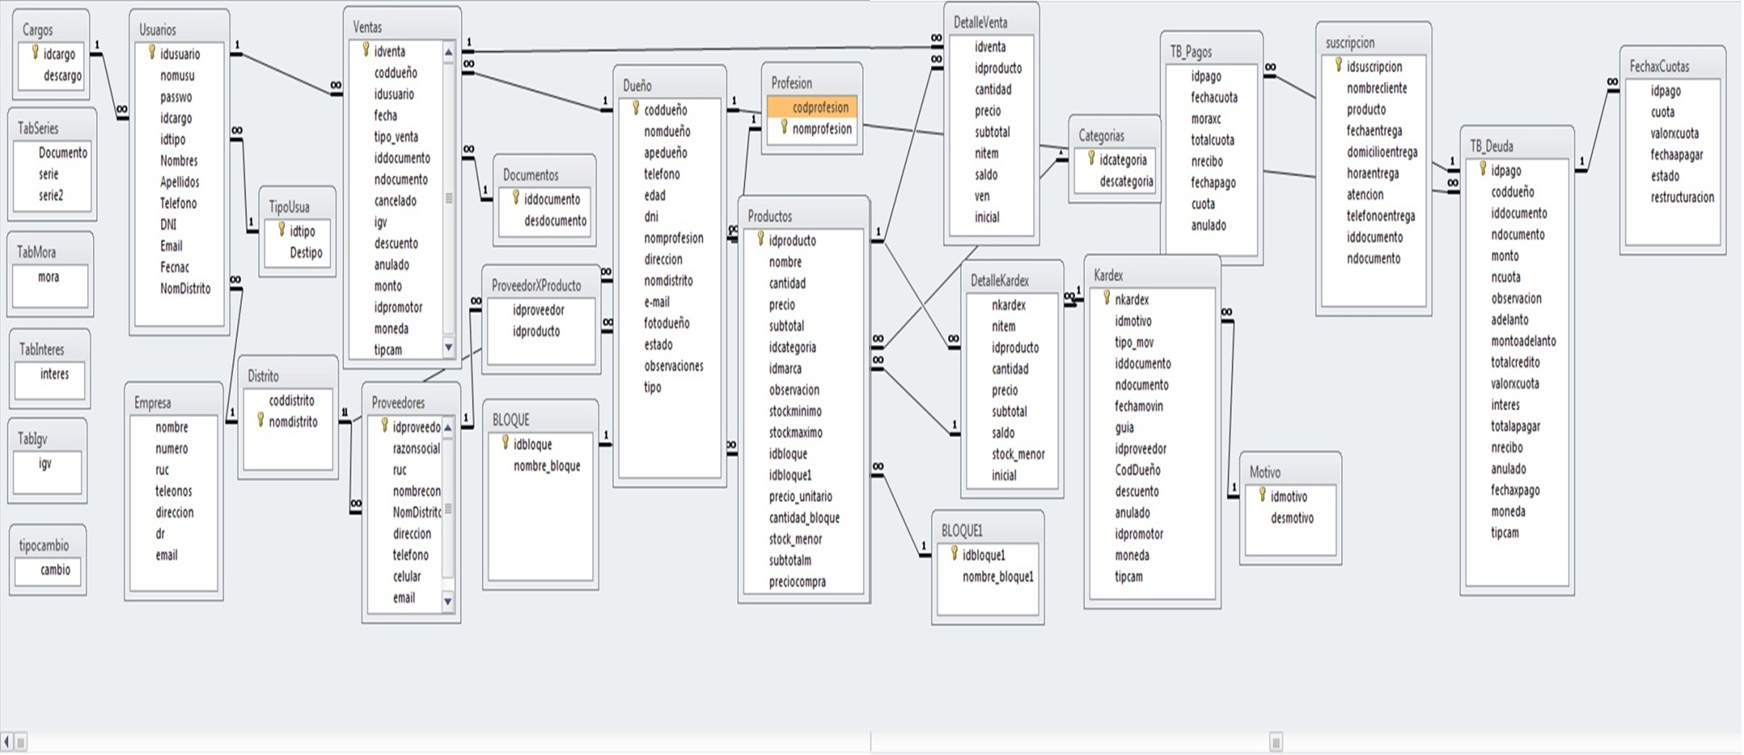 Cargos
idcargo
descargo
TabSeries
Documento
serie
serie2
TabMora
mora
TabInteres
interes
TabIgv
igv
tipocambio
cambio
Usuarios
idusuario
nomusu
passwo
idcargo
idtipo
Nombres
Apellidos
Telefono
DNI
Email
Fecnac
NomDistrito
Empresa
nombre
numero
ruc
teleonos
direccion
dr
email
TipoUsua
idtipo
Destipo
Distrito
coddistrito
nomdistrito
Ventas
idventa
coddueño
idusuario
fecha
tipo_venta
iddocumento
ndocumento
cancelado
igv
descuento
anulado
monto
idpromotor
moneda
tipcam
Proveedores
idproveedo
razonsocial
ruc
nombrecon
NomDistritc
direccion
telefono
celular
email
Documentos
iddocumento
desdocumento
ProveedorXProducto
idproveedor
idproducto
BLOQUE
idbloque
nombre_bloque
Dueño
coddueño
nomdueño
apedueño
telefono
edad
dni
nomprofesion
direccion
nomdistrito
e-mail
fotodueño
estado
observaciones
tipo
Profesion
codprofesion
nomprofesion
Productos
idproducto
nombre
cantidad
precio
subtotal
idcategoria
idmarca
observacion
stockminimo
stockmaximo
idbloque
idbloque1
precio_unitario
cantidad_bloque
stock_menor
subtotalm
preciocompra
DetalleVenta
idventa
idproducto
cantidad
precio
subtotal
nitem
saldo
ven
inicial
DetalleKardex
nkardex
nitem
idproducto
cantidad
precio
subtotal
saldo
stock_menor
inicial
BLOQUE1
idbloque1
nombre_bloque1
Categorias
idcategoria
descategoria
Kardex
nkardex
idmotivo
tipo_mov
iddocumento
ndocumento
fechamovin
guia
idproveedor
CodDueño
descuento
anulado
idpromotor
moneda
tipcam
TB_Pagos
idpago
fechacuota
moraxc
totalcuota
nrecibo
fechapago
cuota
anulado
Motivo
idmotivo
desmotivo
suscripcion
idsuscripcion
nombrecliente
producto
fechaentrega
domicilioentrega
horaentrega
atencion
telefonoentrega
iddocumento
ndocumento
TB_Deuda
idpago
coddueño
iddocumento
ndocumento
monto
ncuota
observacion
adelanto
montoadelanto
totalcredito
valorxcuota
interes
totalapagar
nrecibo
anulado
fechaxpago
moneda
tipcam
FechaxCuotas
idpago
cuota
valorxcuota
fechaapagar
estado
restructuracion